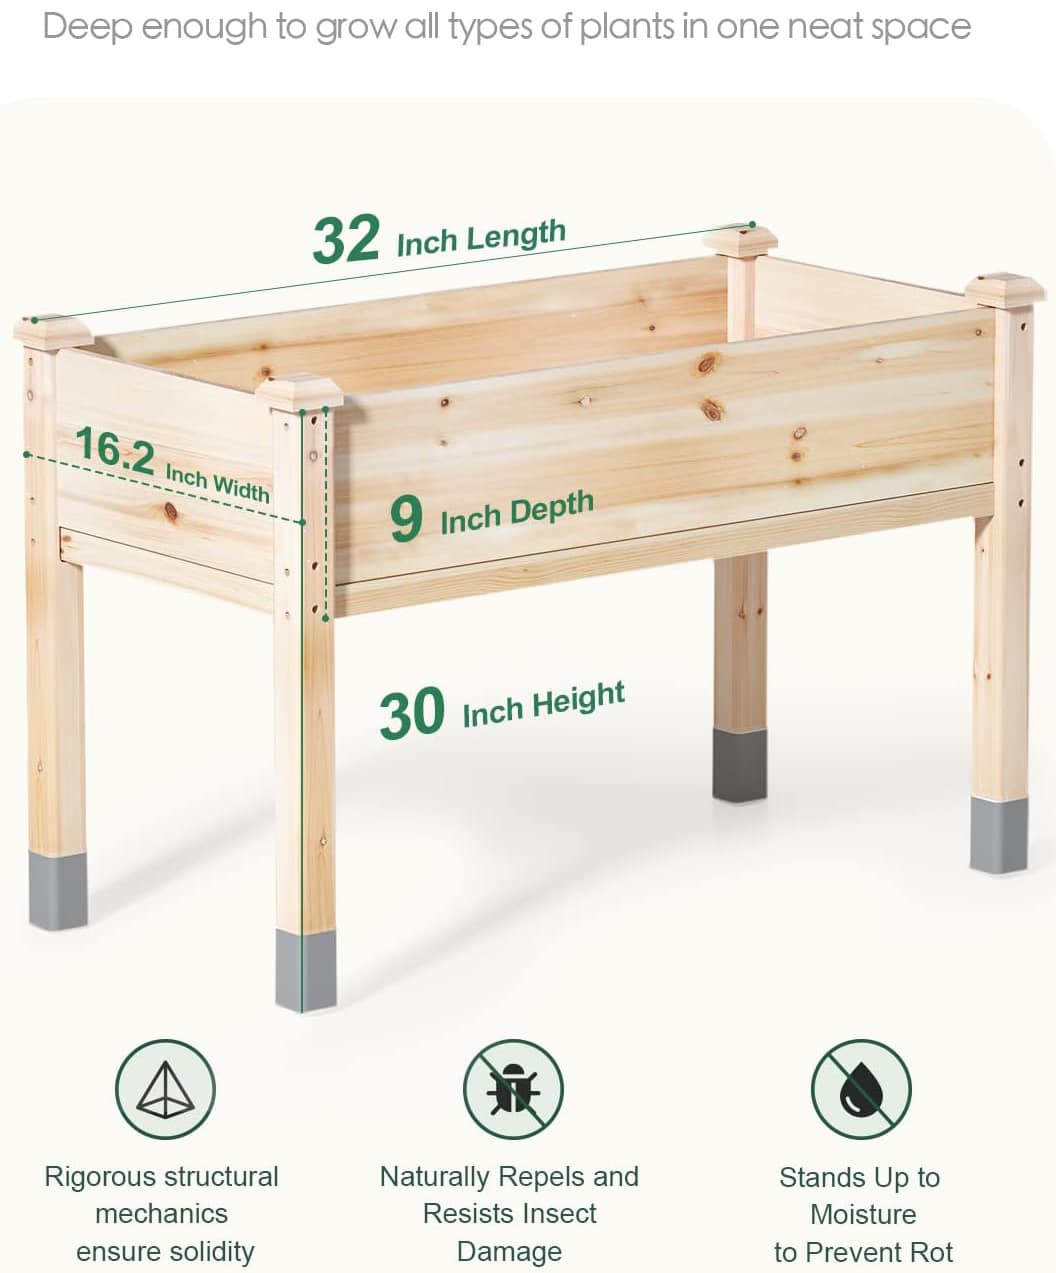 Deep enough to grow all types of plants in one neat space
32 Inch Length
16.2 Inch Width
9 Inch Depth
30 Inch Height
Rigorous structural
mechanics
ensure solidity
Naturally Repels and
Resists Insect
Damage
Stands Up to
Moisture
to Prevent Rot